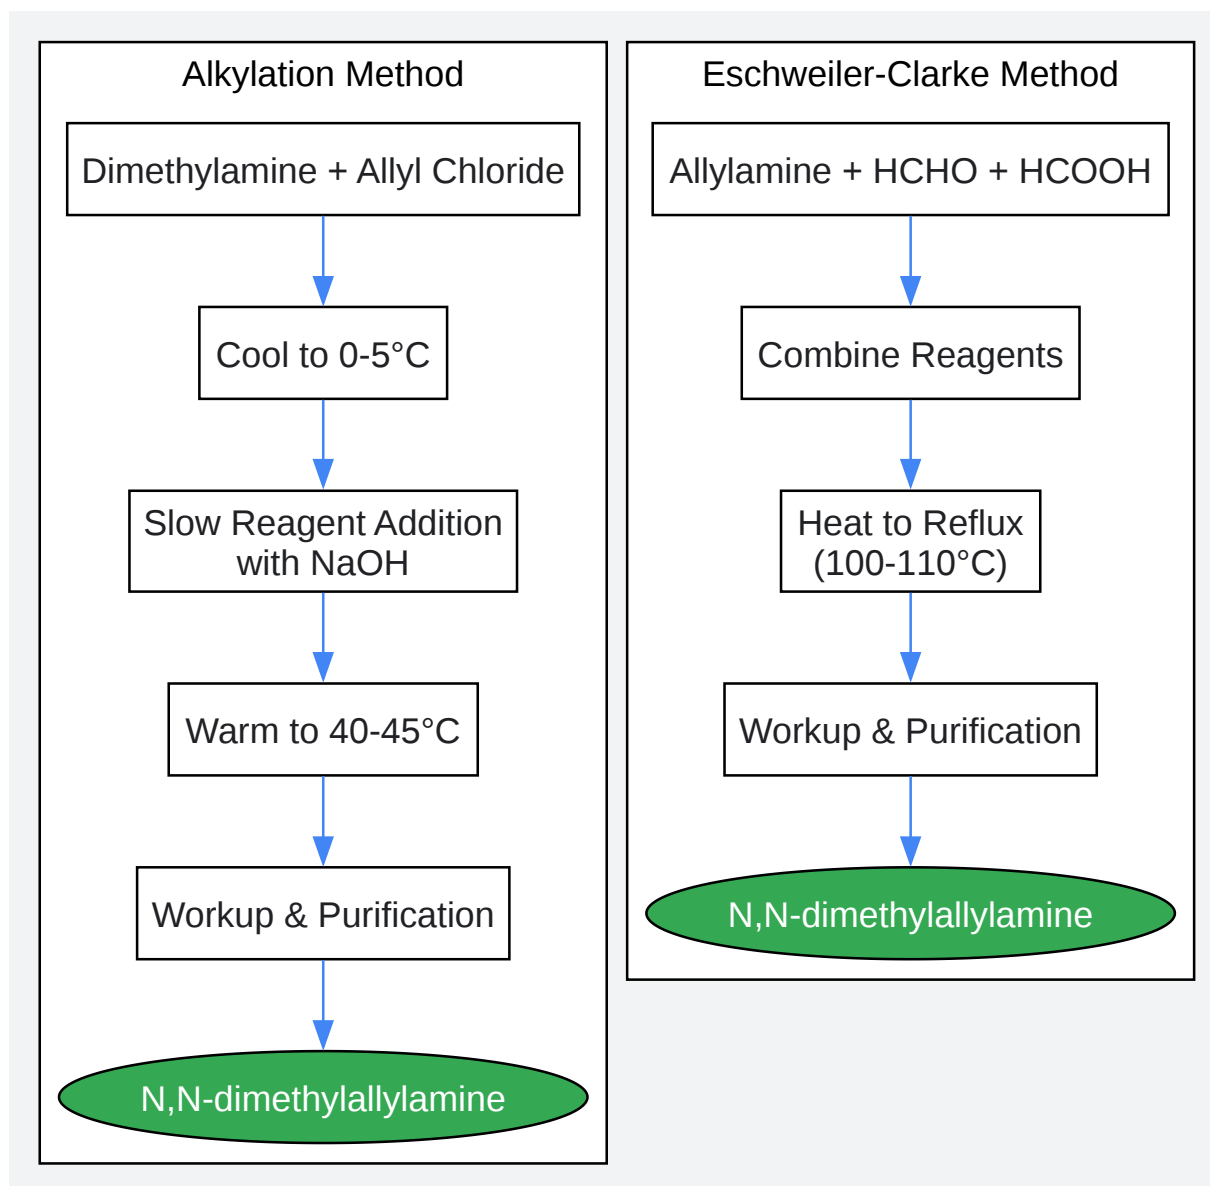 Alkylation Method
Dimethylamine + Allyl Chloride
Cool to 0-5°C
Slow Reagent Addition
with NaOH
Warm to 40-45°C
Workup & Purification
N,N-dimethylallylamine
Eschweiler-Clarke Method
Allylamine + HCHO + HCOOH
Combine Reagents
Heat to Reflux
(100-110°C)
Workup & Purification
N,N-dimethylallylamine